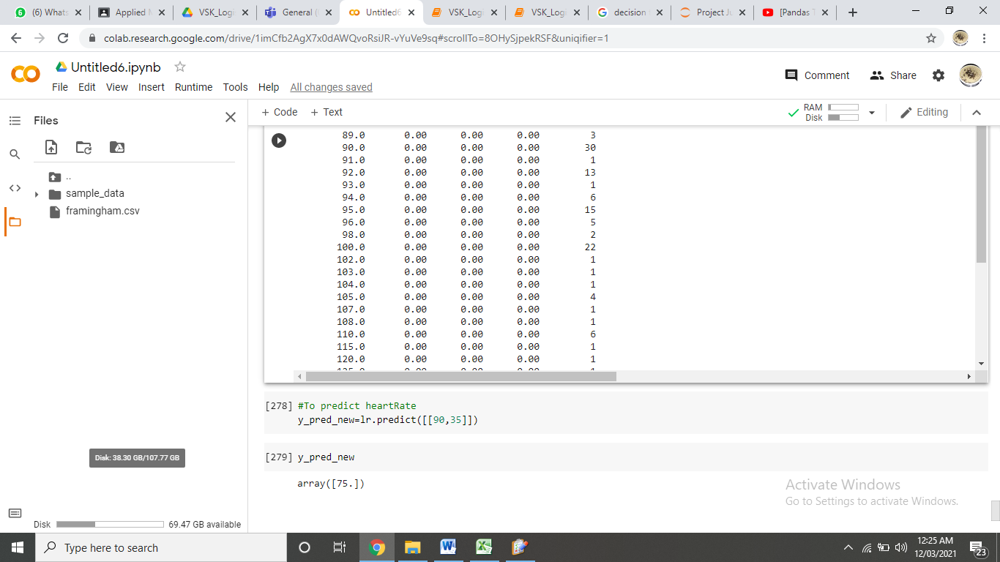 (6) Whats
Applied M
VSK_Logi
General (
Untitled6
VSK_Logi
VSK_Logi
decision
Project Ju
[Pandas T
colab.research.google.com/drive/1imCfb2AgX7x0dAWQvoRsiJR-vYuVe9sq#scrollTo=8OHySjpekRSF&uniqifier=1
Untitled6.ipynb
Comment Share
File Edit View Insert Runtime Tools Help All changes saved
Files
+ Code + Text
RAM
Disk
Editing
..
sample_data
framingham.csv
89.0 0.00 0.00 0.00 3
90.0 0.00 0.00 0.00 30
91.0 0.00 0.00 0.00 1
92.0 0.00 0.00 0.00 13
93.0 0.00 0.00 0.00 1
94.0 0.00 0.00 0.00 6
95.0 0.00 0.00 0.00 15
96.0 0.00 0.00 0.00 5
98.0 0.00 0.00 0.00 2
100.0 0.00 0.00 0.00 22
102.0 0.00 0.00 0.00 1
103.0 0.00 0.00 0.00 1
104.0 0.00 0.00 0.00 1
105.0 0.00 0.00 0.00 4
107.0 0.00 0.00 0.00 1
108.0 0.00 0.00 0.00 1
110.0 0.00 0.00 0.00 6
115.0 0.00 0.00 0.00 1
120.0 0.00 0.00 0.00 1
[278] #To predict heartRate
y_pred_new=lr.predict([[90,35]])
[279] y_pred_new
array([75.])
Disk: 38.30 GB/107.77 GB
Disk 69.47 GB available
Activate Windows
Go to Settings to activate Windows.
Type here to search
12:25 AM
12/03/2021
23